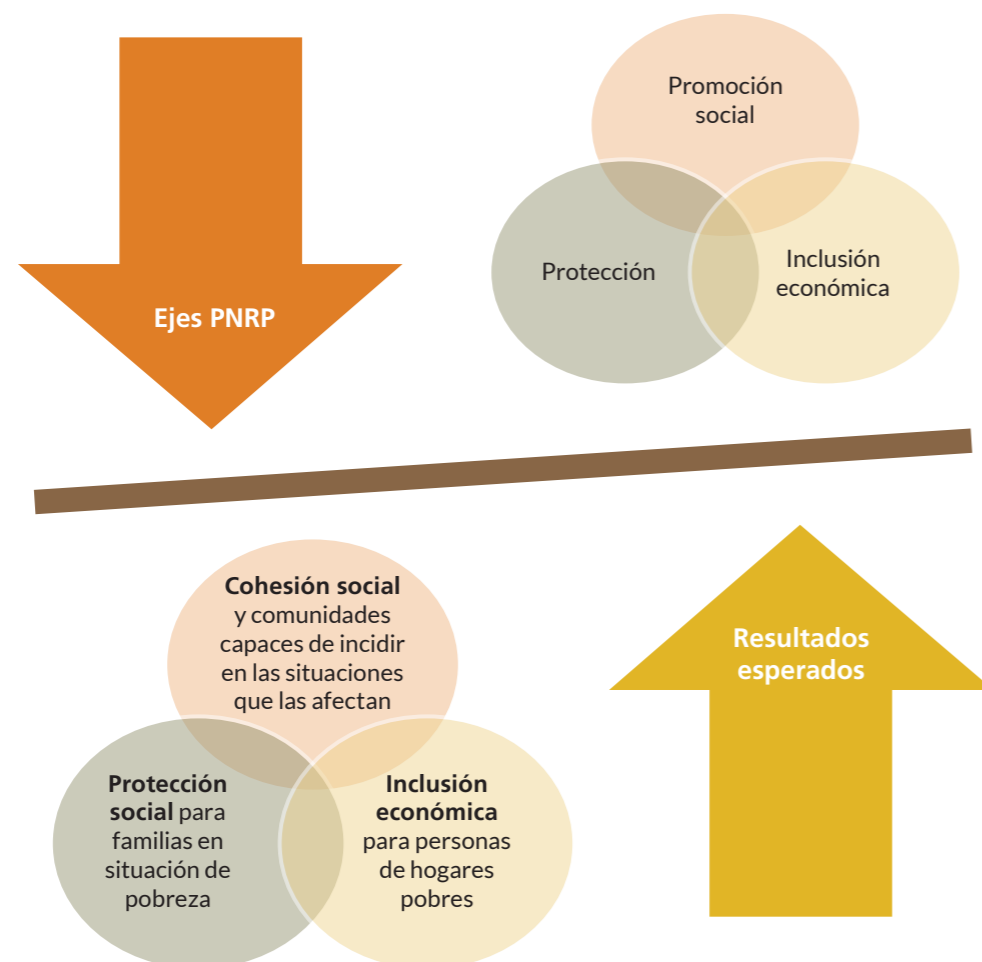 Ejes PNRP
Promoción
social
Protección
Inclusión
económica
Cohesión social
y comunidades
capaces de incidir
en las situaciones
que las afectan
Protección
social para
familias en
situación de
pobreza
Inclusión
económica
para personas
de hogares
pobres
Resultados
esperados